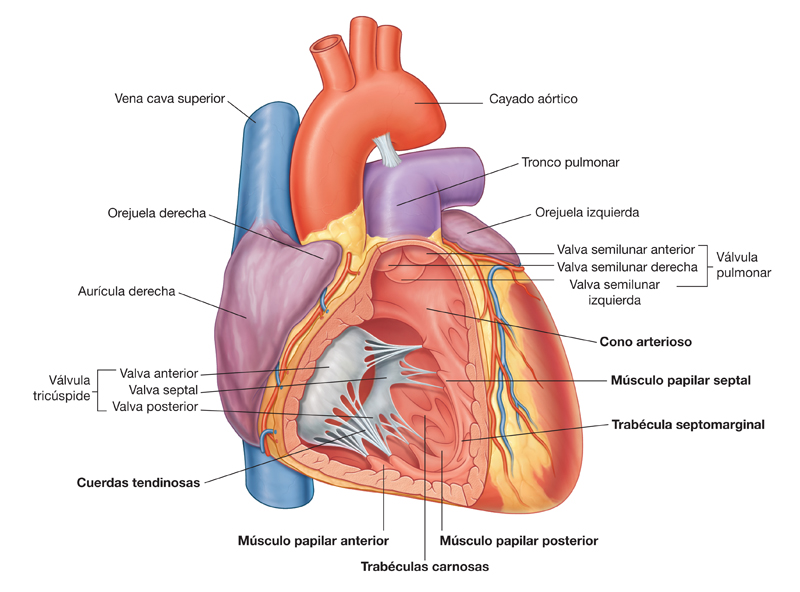 Vena cava superior
Cayado aórtico
Tronco pulmonar
Orejuela derecha
Orejuela izquierda
Valva semilunar anterior
Valva semilunar derecha
Valva semilunar
izquierda
Válvula
pulmonar
Aurícula derecha
Cono arterioso
Válvula
tricúspide
Valva anterior
Valva septal
Valva posterior
Músculo papilar septal
Trabécula septomarginal
Cuerdas tendinosas
Músculo papilar anterior
Músculo papilar posterior
Trabéculas carnosas